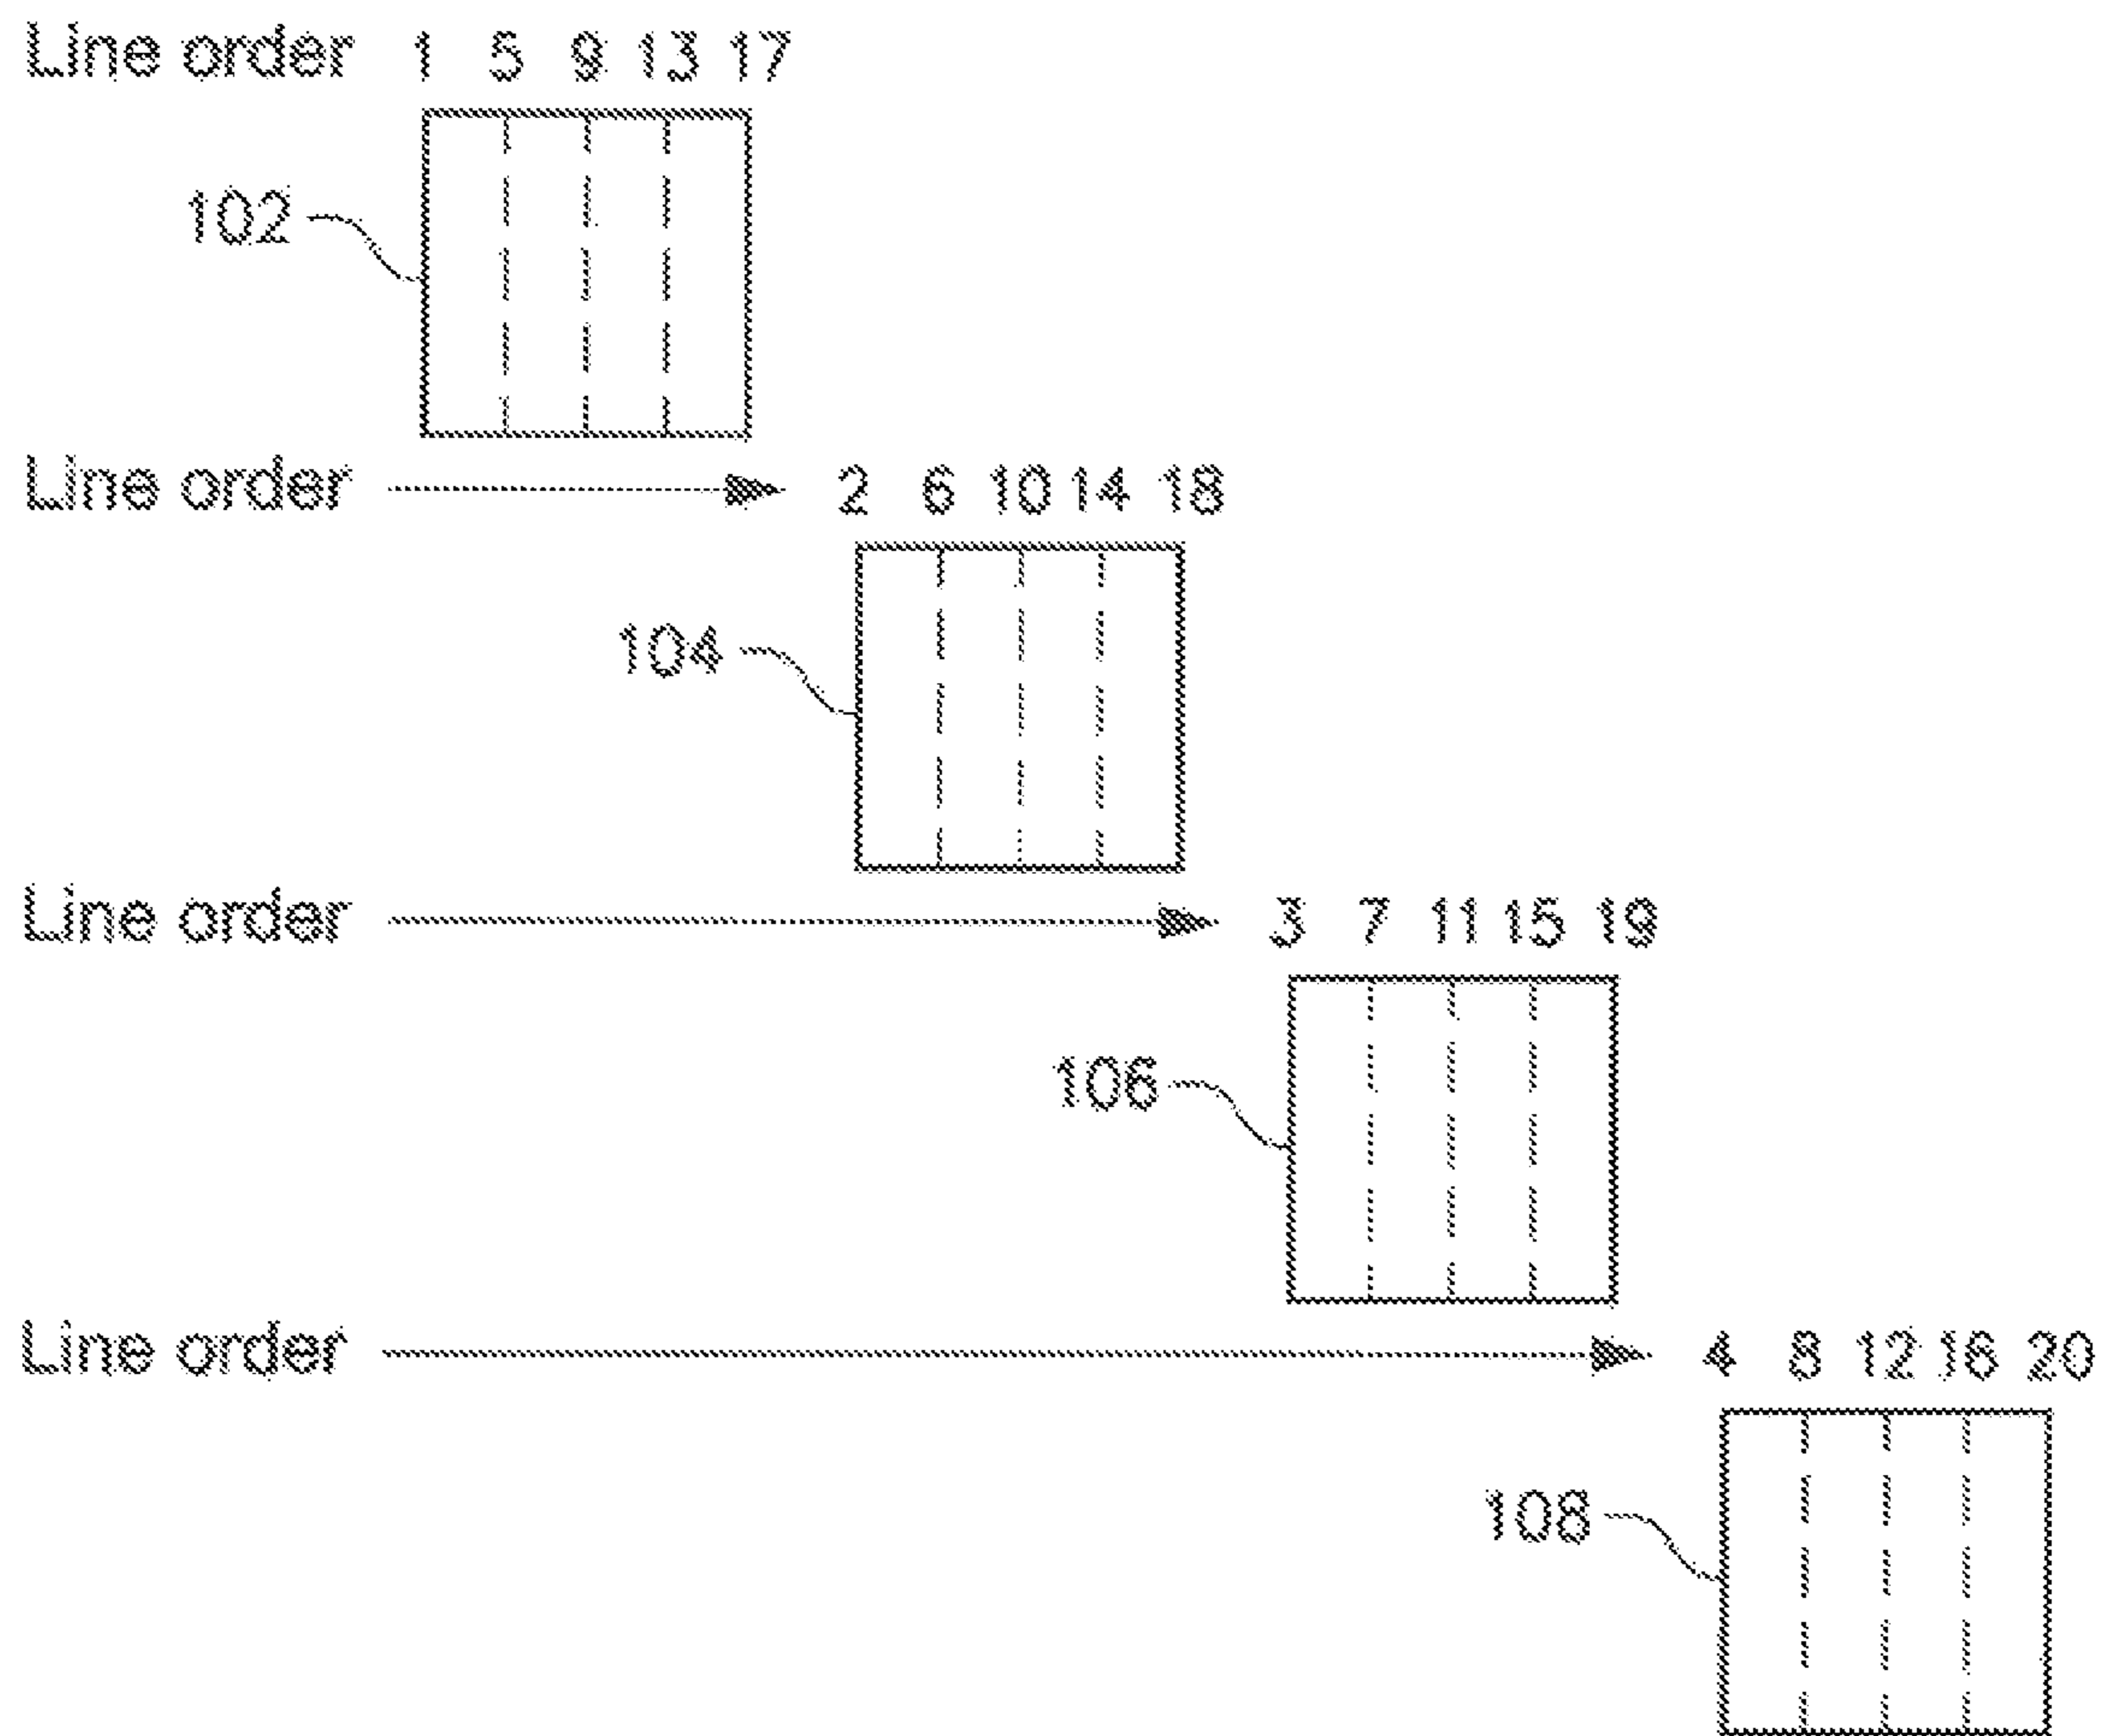 Line order 1 5 9 13 17
102
Line order 2 6 10 14 18
104
Line order 3 7 11 15 19
106
Line order 4 8 12 16 20
108